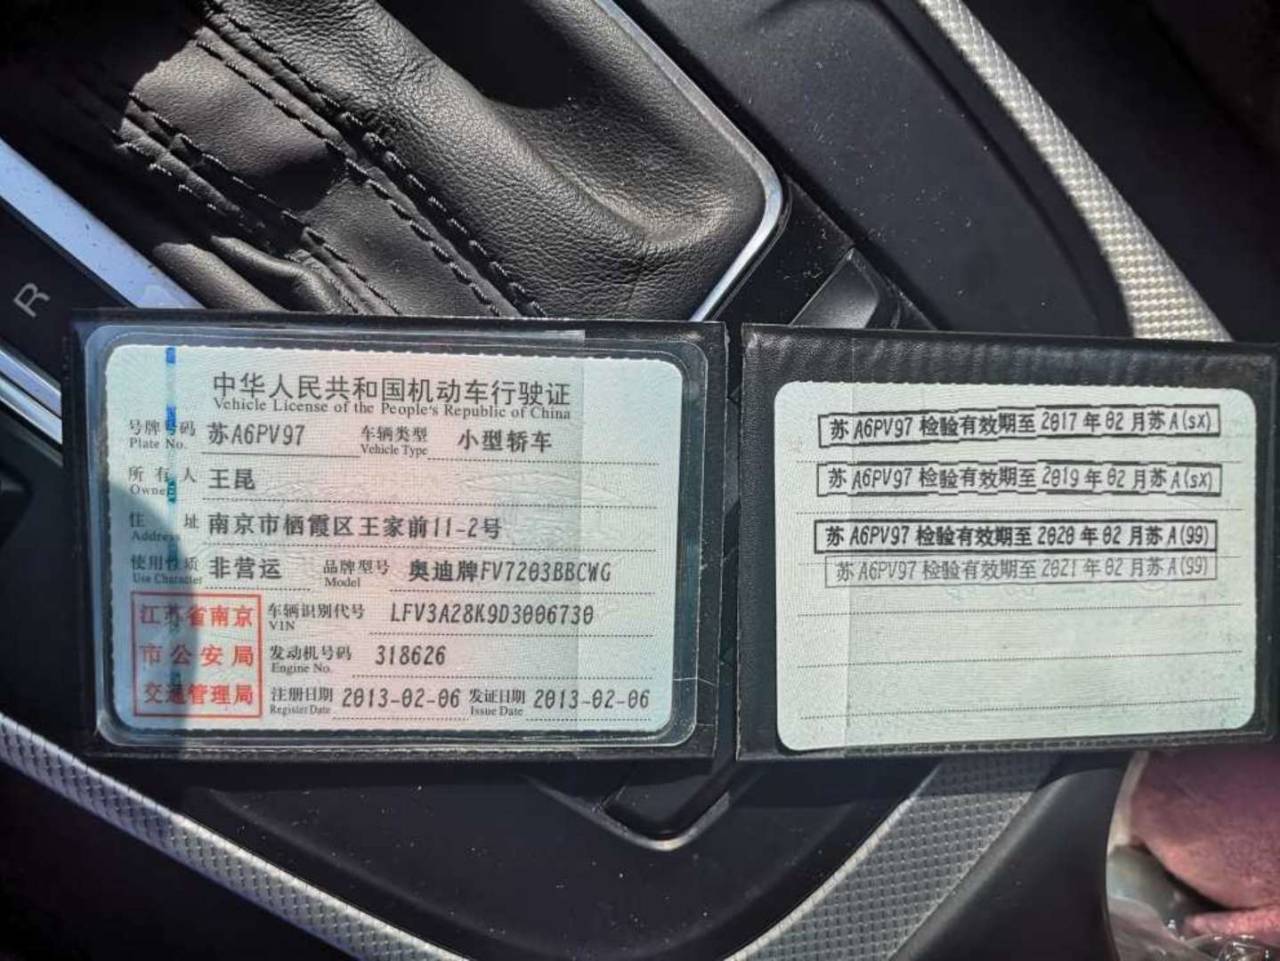 R
中华人民共和国机动车行驶证
Vehicle License of the People's Republic of China
号牌号码 苏A6PV97 车辆类型 小型轿车
Plate No. Vehicle Type
所有人 王昆
Owner
住址 南京市栖霞区王家前11-2号
Address
使用性质 非营运 品牌型号 奥迪牌FV7203BBCWG
Use Character Model
江苏省南京
市公安局
交通管理局
车辆识别代号 LFV3A28K9D3006730
VIN
发动机号码 318626
Engine No.
注册日期 2013-02-06 发证日期 2013-02-06
Register Date Issue Date
苏A6PV97检验有效期至2017年02月苏A(sx)
苏A6PV97检验有效期至2019年02月苏A(sx)
苏A6PV97检验有效期至2020年02月苏A(99)
苏A6PV97检验有效期至2021年02月苏A(99)